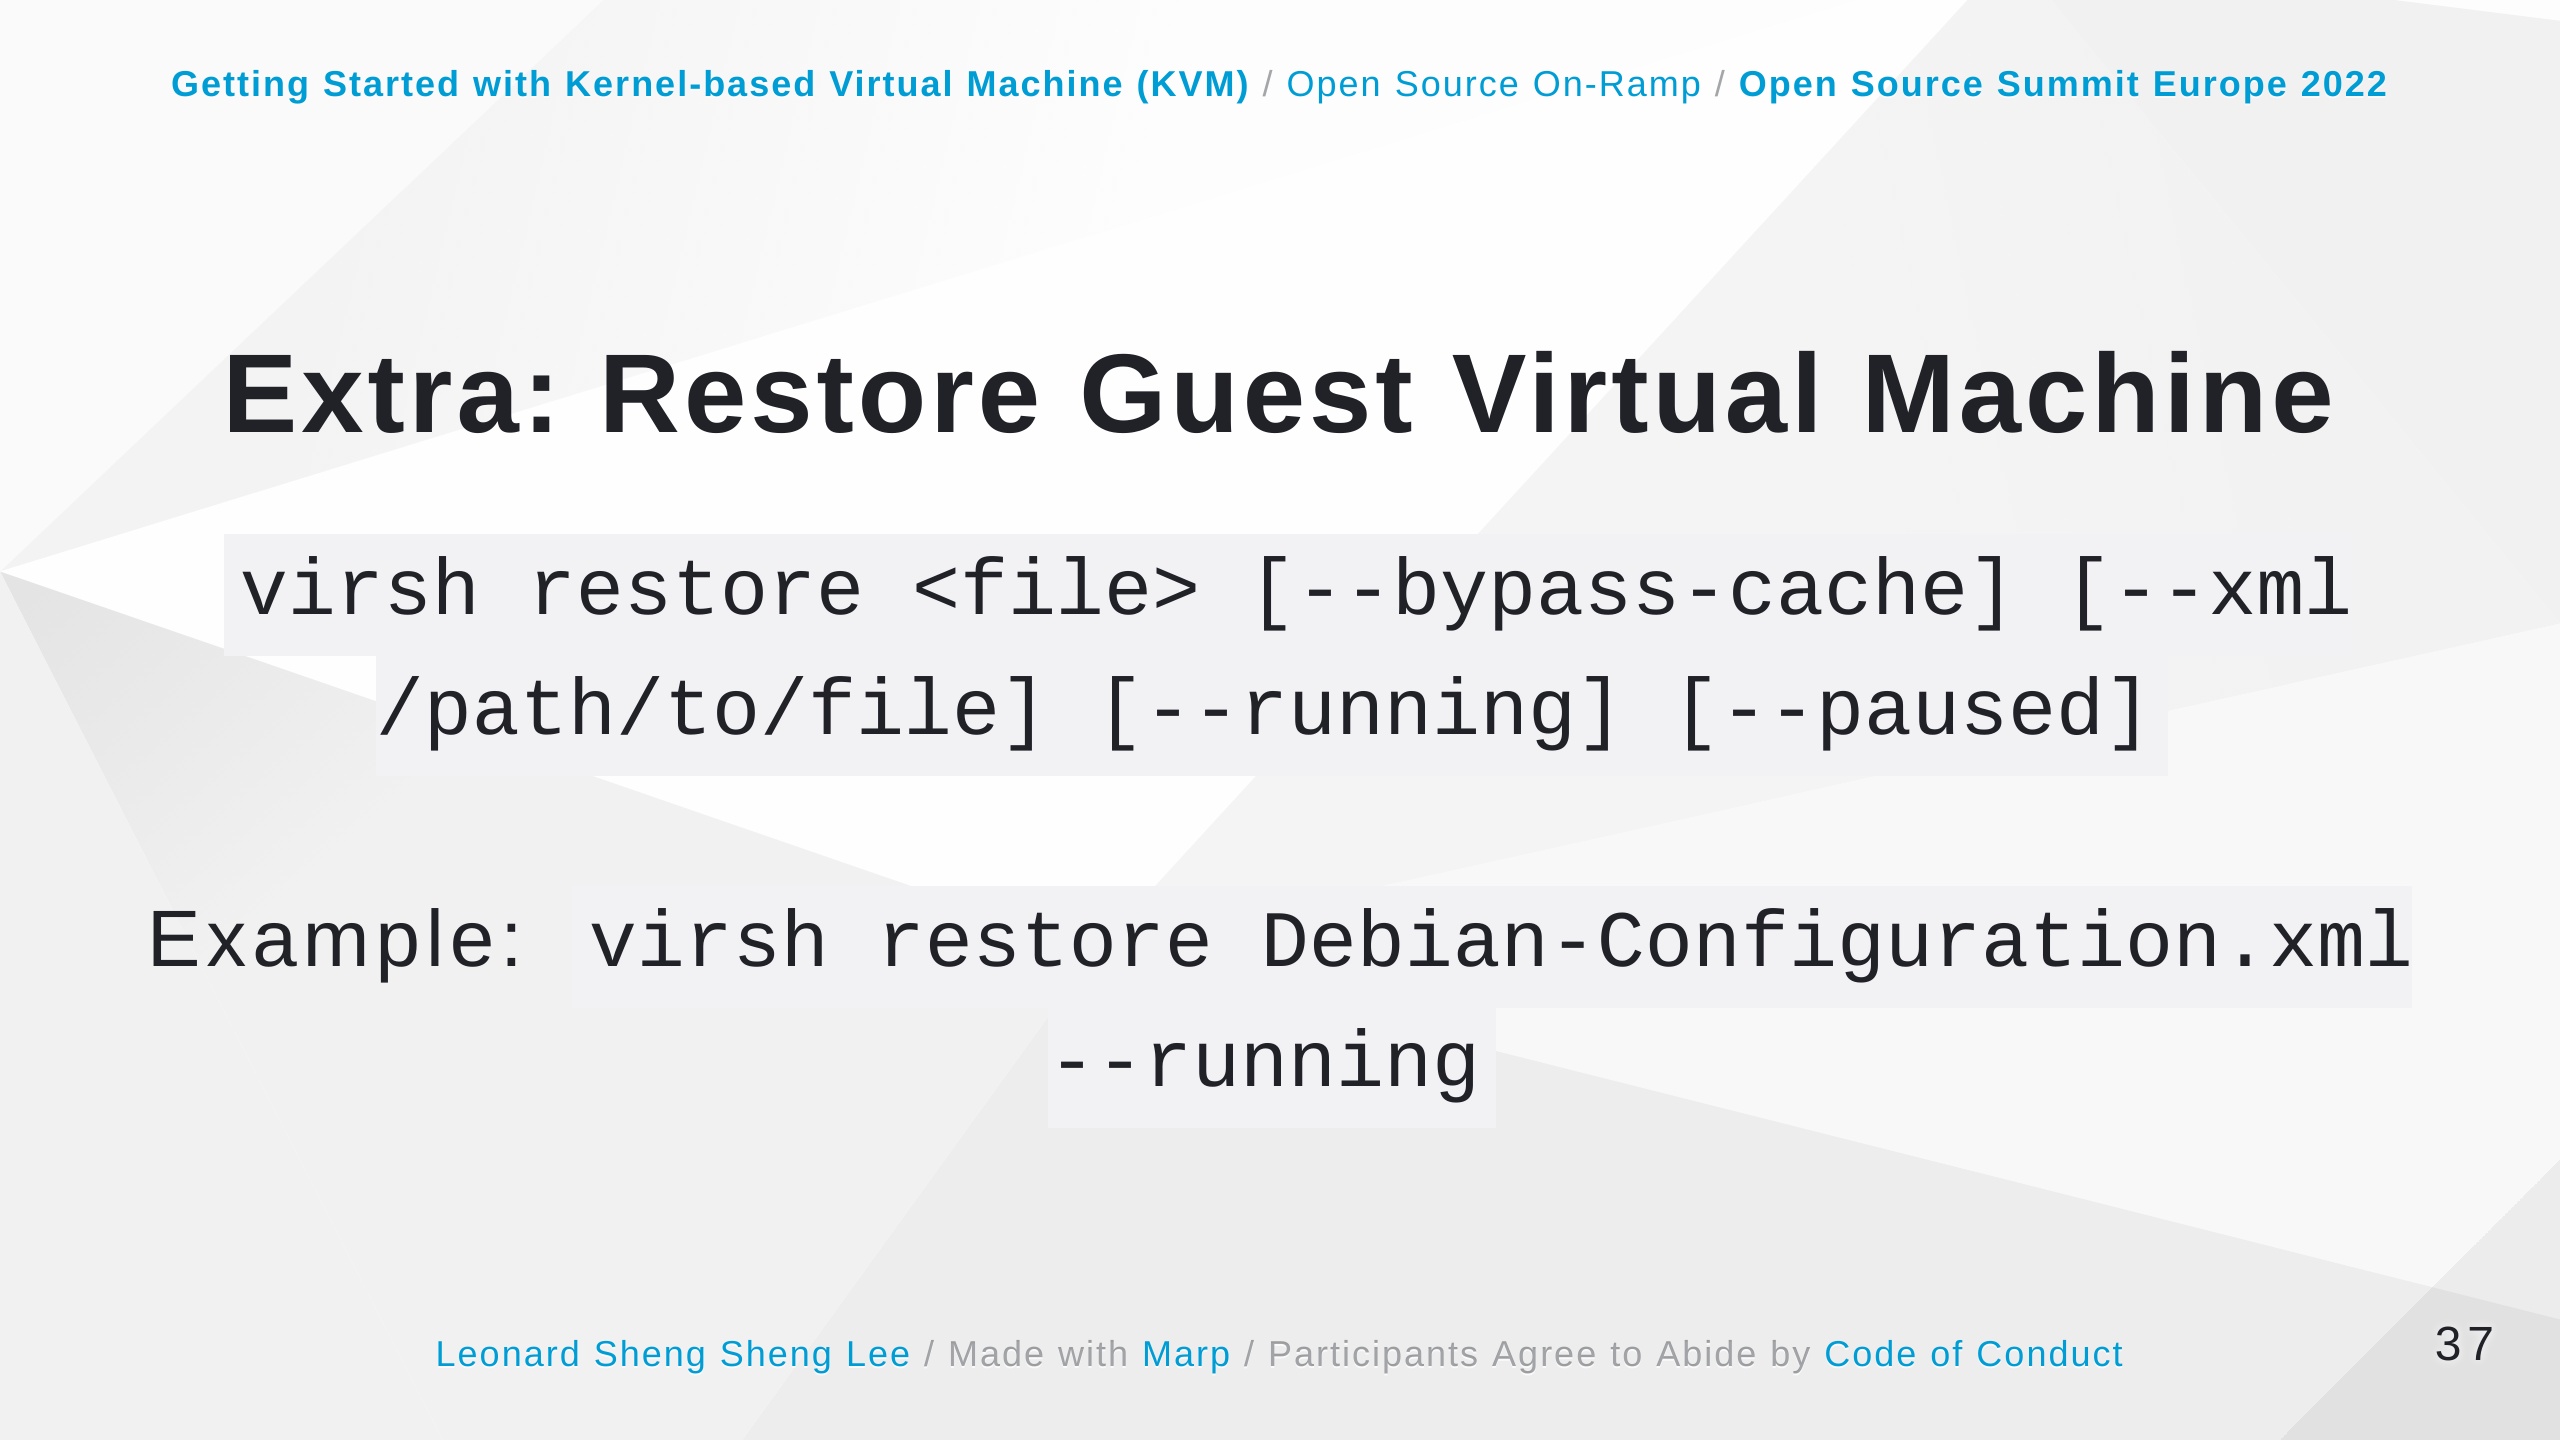 Getting Started with Kernel-based Virtual Machine (KVM) / Open Source On-Ramp / Open Source Summit Europe 2022
Extra: Restore Guest Virtual Machine
virsh restore <file> [--bypass-cache] [--xml
/path/to/file] [--running] [--paused]
Example: virsh restore Debian-Configuration.xml
--running
Leonard Sheng Sheng Lee / Made with Marp / Participants Agree to Abide by Code of Conduct
37